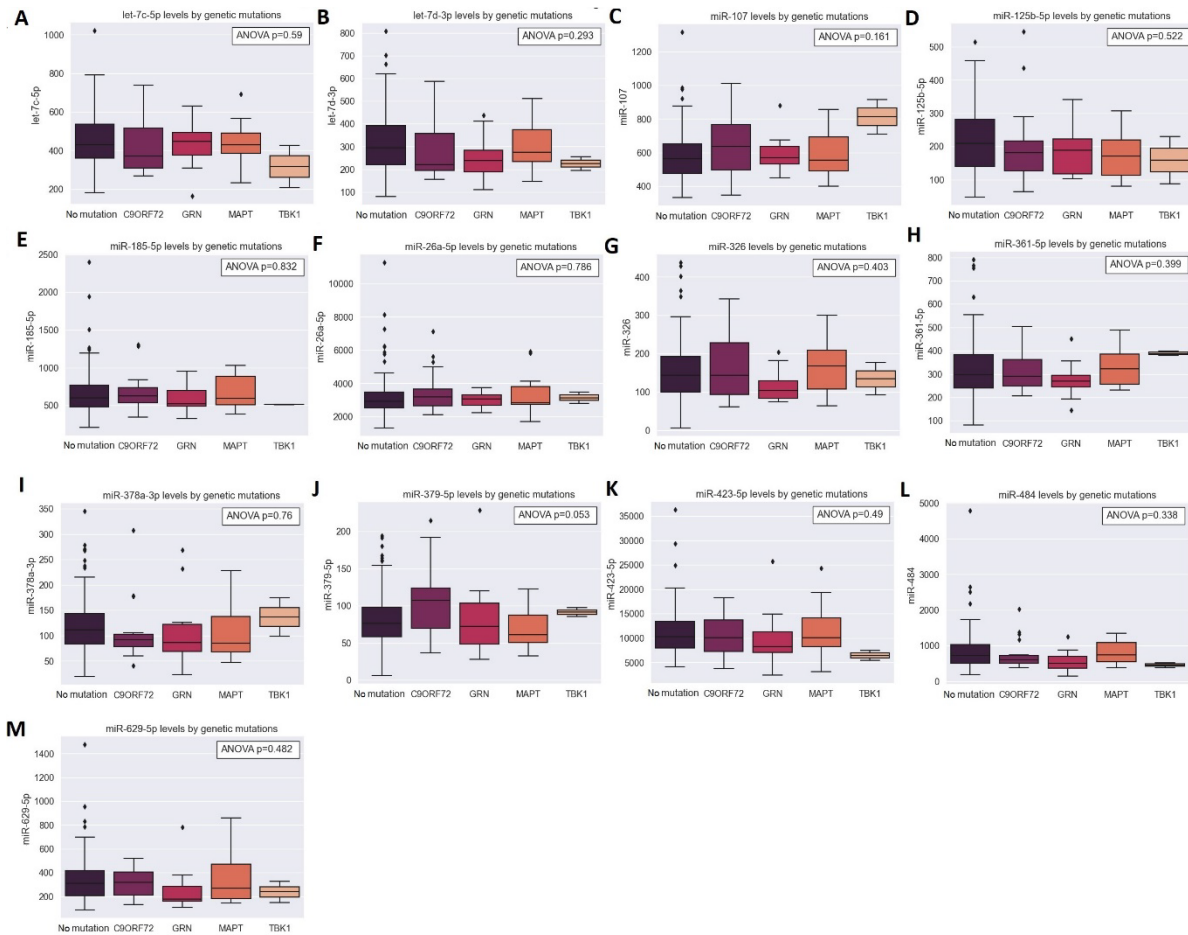 A
let-7c-5p levels by genetic mutations
ANOVA p=0.59
let-7c-5p
1000
800
600
400
200
No mutation C9ORF72 GRN MAPT TBK1
B
let-7d-3p levels by genetic mutations
ANOVA p=0.293
let-7d-3p
800
700
600
500
400
300
200
100
No mutation C9ORF72 GRN MAPT TBK1
C
miR-107 levels by genetic mutations
ANOVA p=0.161
miR-107
1200
1000
800
600
400
No mutation C9ORF72 GRN MAPT TBK1
D
miR-125b-5p levels by genetic mutations
ANOVA p=0.522
miR-125b-5p
500
400
300
200
100
No mutation C9ORF72 GRN MAPT TBK1
E
miR-185-5p levels by genetic mutations
ANOVA p=0.832
miR-185-5p
2500
2000
1500
1000
500
No mutation C9ORF72 GRN MAPT TBK1
F
miR-26a-5p levels by genetic mutations
ANOVA p=0.786
miR-26a-5p
10000
8000
6000
4000
2000
No mutation C9ORF72 GRN MAPT TBK1
G
miR-326 levels by genetic mutations
ANOVA p=0.403
miR-326
400
300
200
100
0
No mutation C9ORF72 GRN MAPT TBK1
H
miR-361-5p levels by genetic mutations
ANOVA p=0.399
miR-361-5p
800
700
600
500
400
300
200
100
No mutation C9ORF72 GRN MAPT TBK1
I
miR-378a-3p levels by genetic mutations
ANOVA p=0.76
miR-378a-3p
350
300
250
200
150
100
50
No mutation C9ORF72 GRN MAPT TBK1
J
miR-379-5p levels by genetic mutations
ANOVA p=0.053
miR-379-5p
200
150
100
50
0
No mutation C9ORF72 GRN MAPT TBK1
K
miR-423-5p levels by genetic mutations
ANOVA p=0.49
miR-423-5p
35000
30000
25000
20000
15000
10000
5000
No mutation C9ORF72 GRN MAPT TBK1
L
miR-484 levels by genetic mutations
ANOVA p=0.338
miR-484
5000
4000
3000
2000
1000
0
No mutation C9ORF72 GRN MAPT TBK1
M
miR-629-5p levels by genetic mutations
ANOVA p=0.482
miR-629-5p
1400
1200
1000
800
600
400
200
No mutation C9ORF72 GRN MAPT TBK1